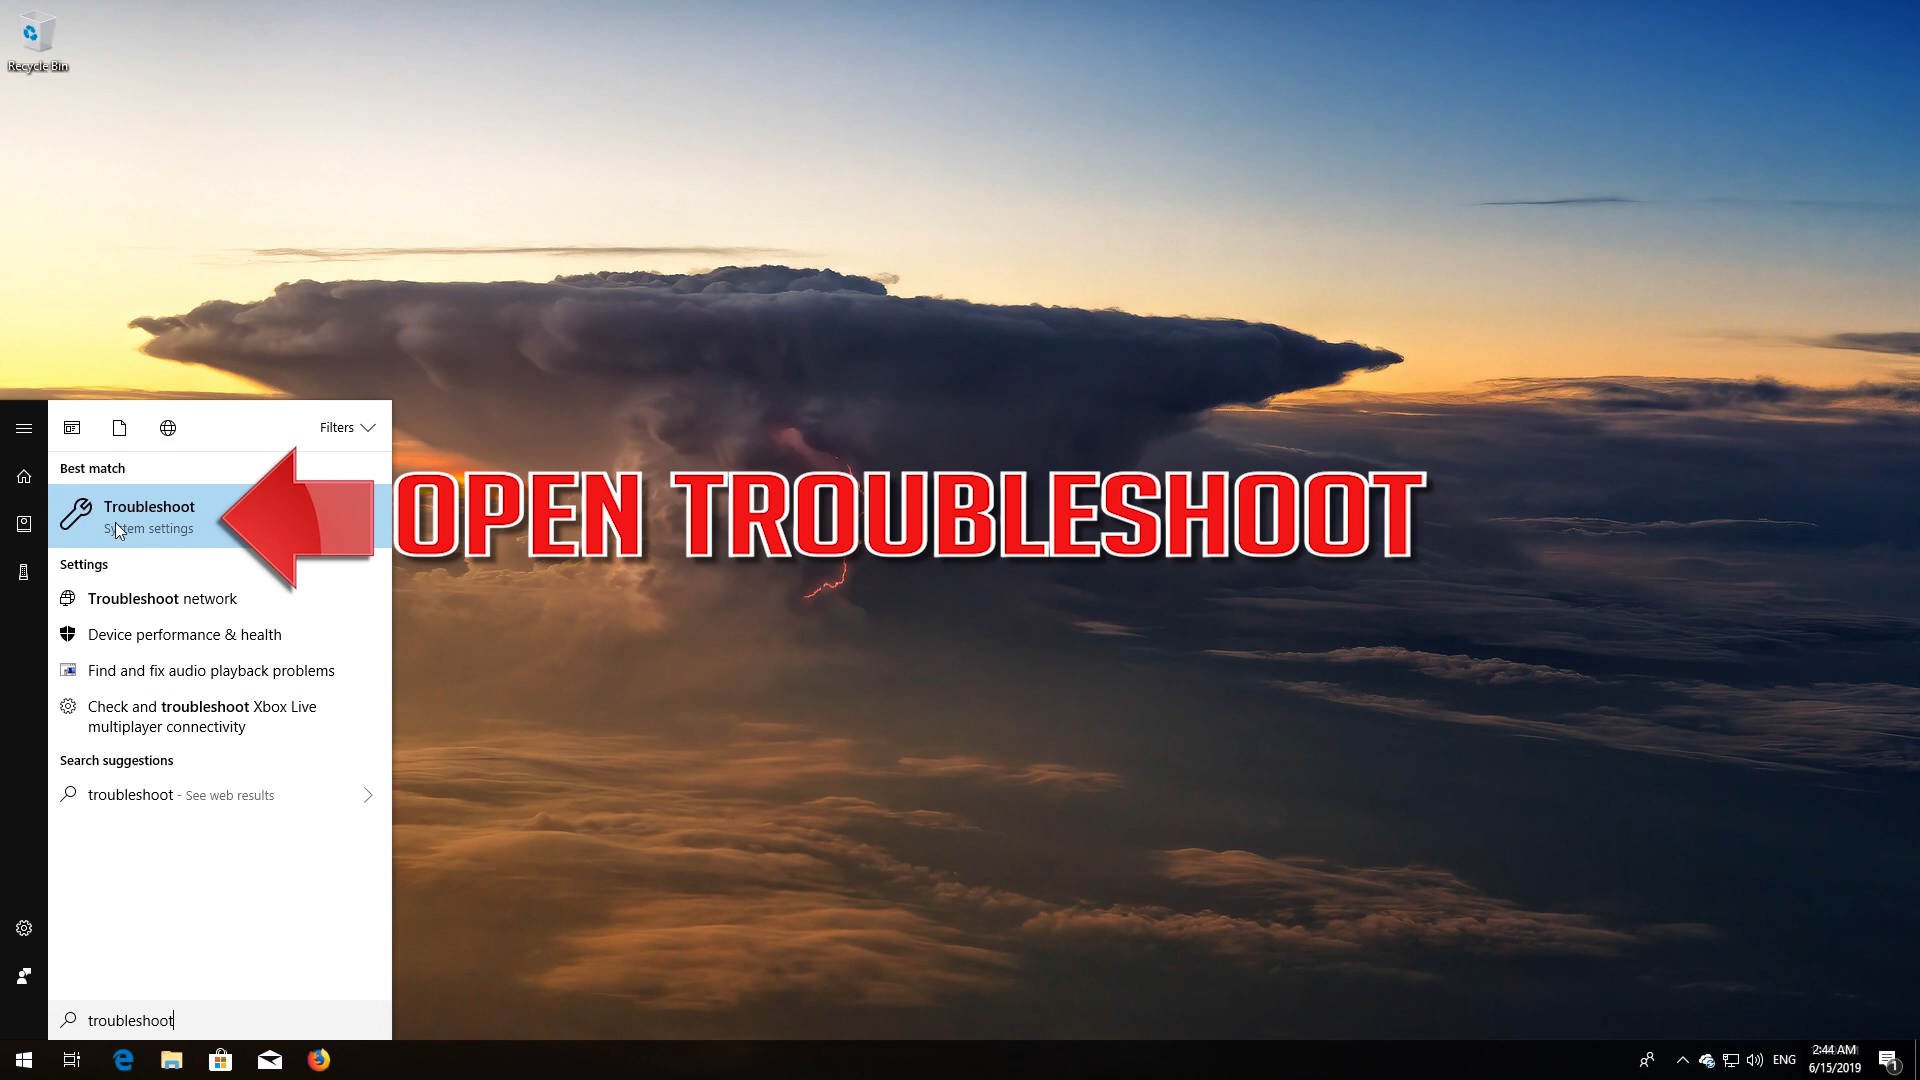 Recycle Bin
Filters
Best match
Troubleshoot
System settings
OPEN TROUBLESHOOT
Settings
Troubleshoot network
Device performance & health
Find and fix audio playback problems
Check and troubleshoot Xbox Live
multiplayer connectivity
Search suggestions
troubleshoot - See web results
troubleshoot
ENG
2:44 AM
6/15/2019
1